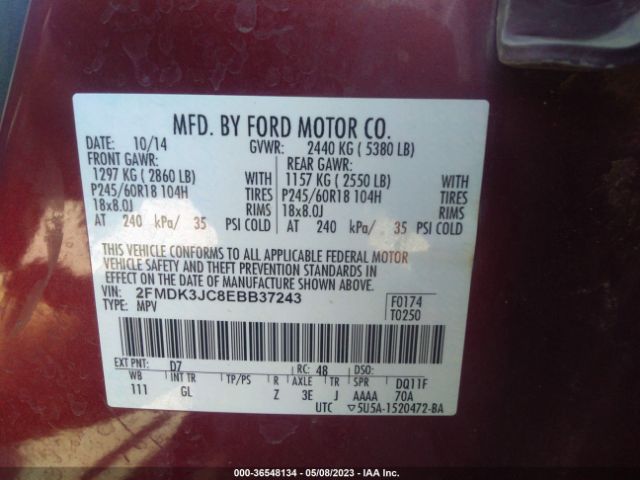 MFD. BY FORD MOTOR CO.
DATE: 10/14 GVWR: 2440 KG ( 5380 LB)
FRONT GAWR: REAR GAWR:
1297 KG ( 2860 LB) WITH 1157 KG ( 2550 LB) WITH
P245/60R18 104H TIRES P245/60R18 104H TIRES
18x8.0J RIMS 18x8.0J RIMS
AT 240 kPa/ 35 PSI COLD AT 240 kPa/ 35 PSI COLD
THIS VEHICLE CONFORMS TO ALL APPLICABLE FEDERAL MOTOR
VEHICLE SAFETY AND THEFT PREVENTION STANDARDS IN
EFFECT ON THE DATE OF MANUFACTURE SHOWN ABOVE.
VIN: 2FMDK3JC8EBB37243 F0174
TYPE: MPV T0250
EXT PNT: D7 RC: 48 DSO:
WB INT TR TP/PS R AXLE TR SPR DQ11F
111 GL Z 3E J AAAA 70A
UTC 5U5A-1520472-BA
000-36548134 - 05/08/2023 - IAA Inc.